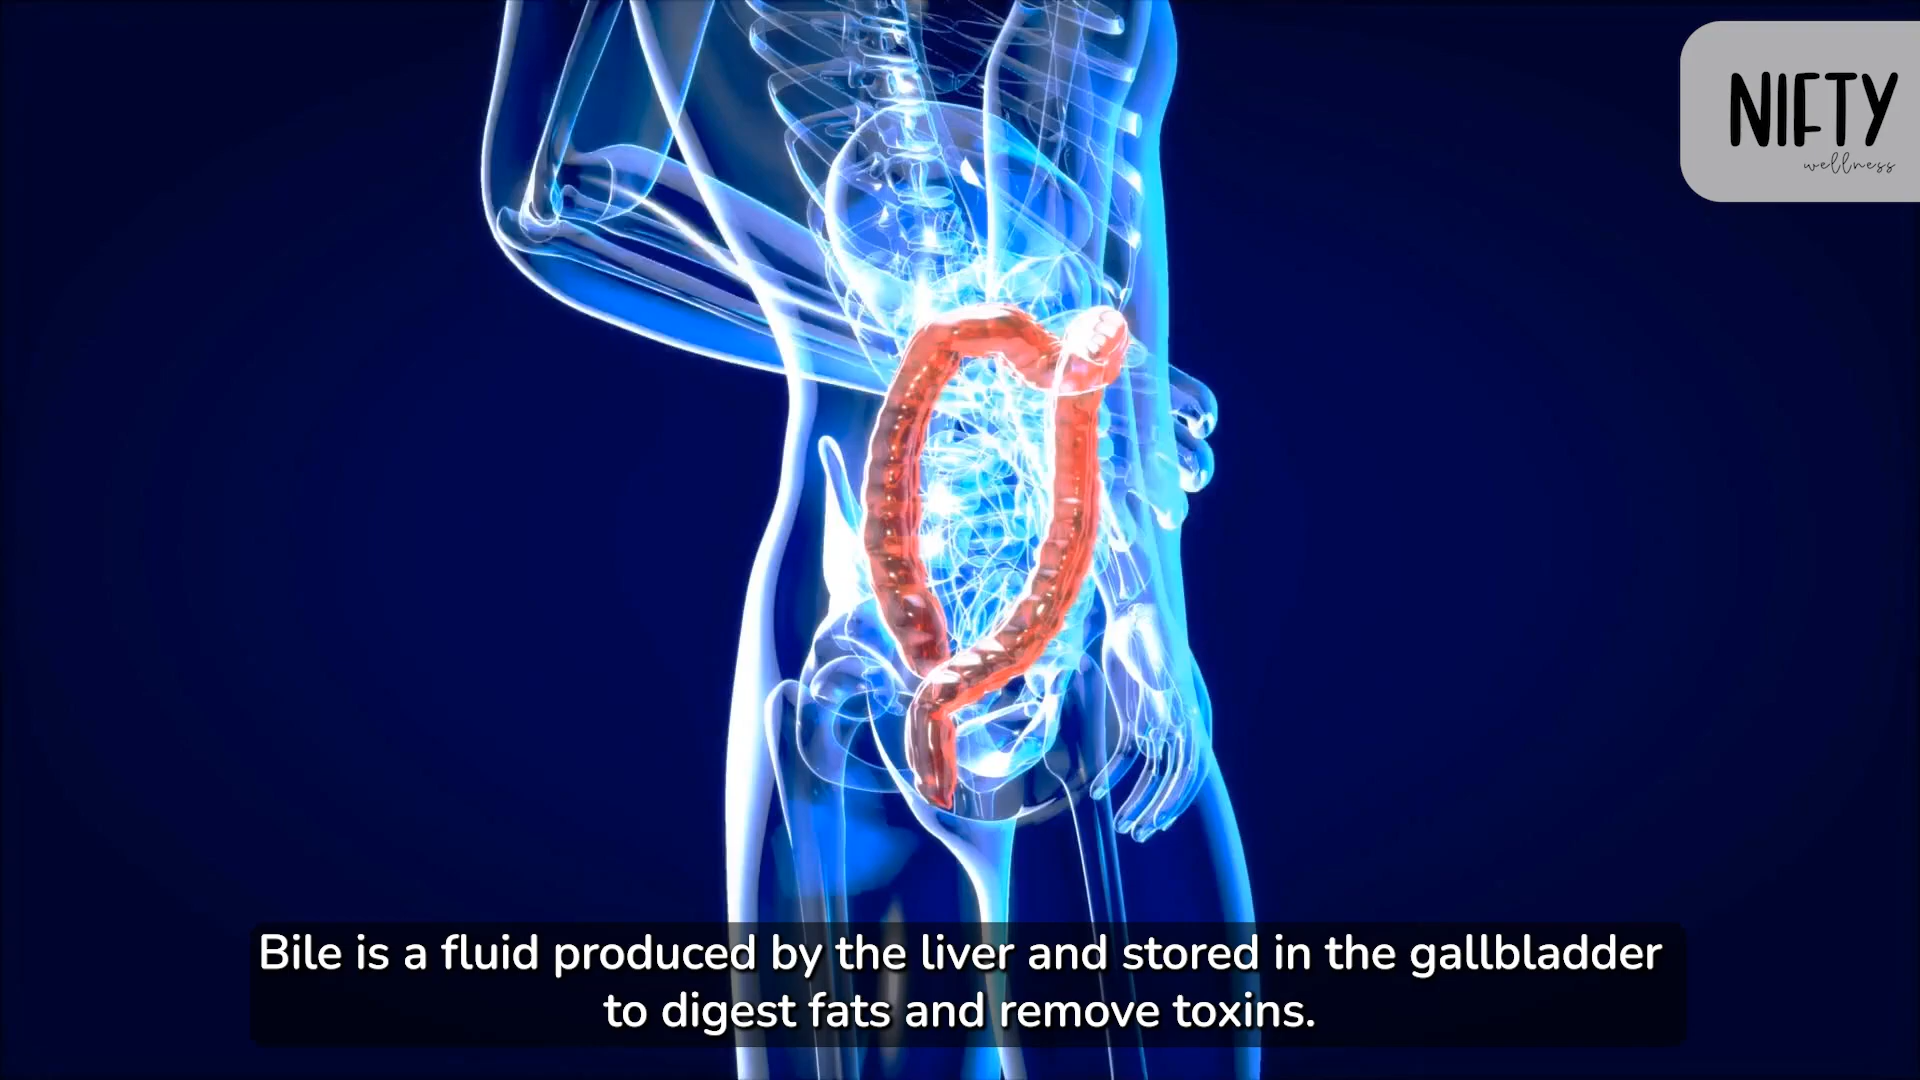 NIFTY
wellness
Bile is a fluid produced by the liver and stored in the gallbladder
to digest fats and remove toxins.